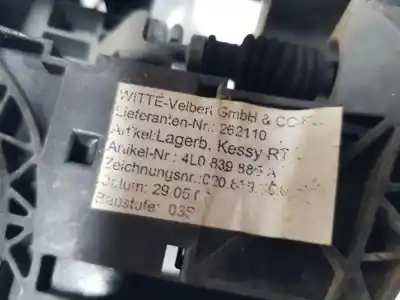 WITTE-Velbert GmbH & CO
Lieferanten-Nr.: 262110
Artikel:Lagerb. Kessy RT
Artikel-Nr.: 4L0 839 885 A
Zeichnungsnr.:
Datum: 29.05
Baustufe: 03S